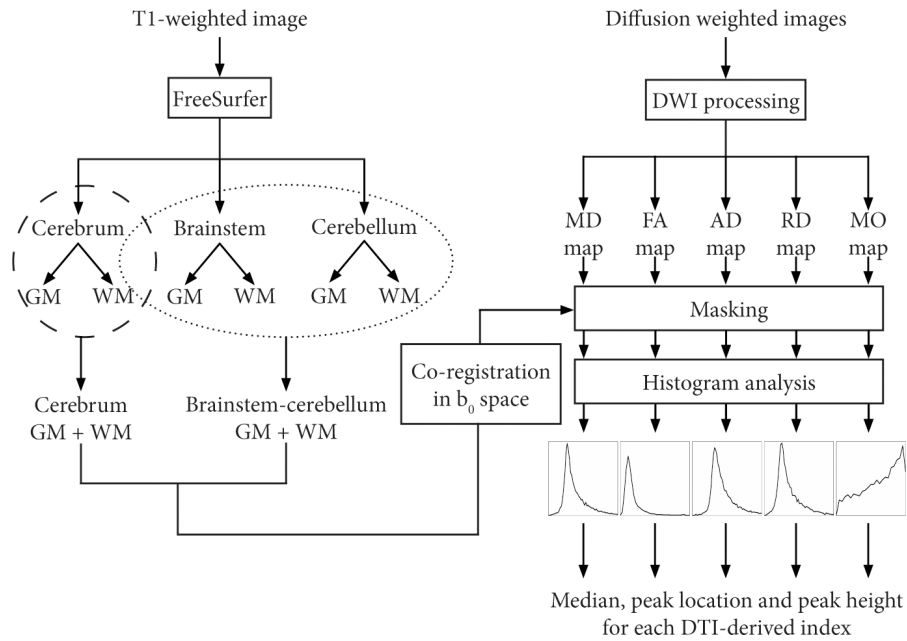 T1-weighted image
FreeSurfer
Cerebrum
GM WM
Brainstem
GM WM
Cerebellum
GM WM
Cerebrum
GM + WM
Brainstem-cerebellum
GM + WM
Co-registration
in b0 space
Diffusion weighted images
DWI processing
MD
map
FA
map
AD
map
RD
map
MO
map
Masking
Histogram analysis
Median, peak location and peak height
for each DTI-derived index